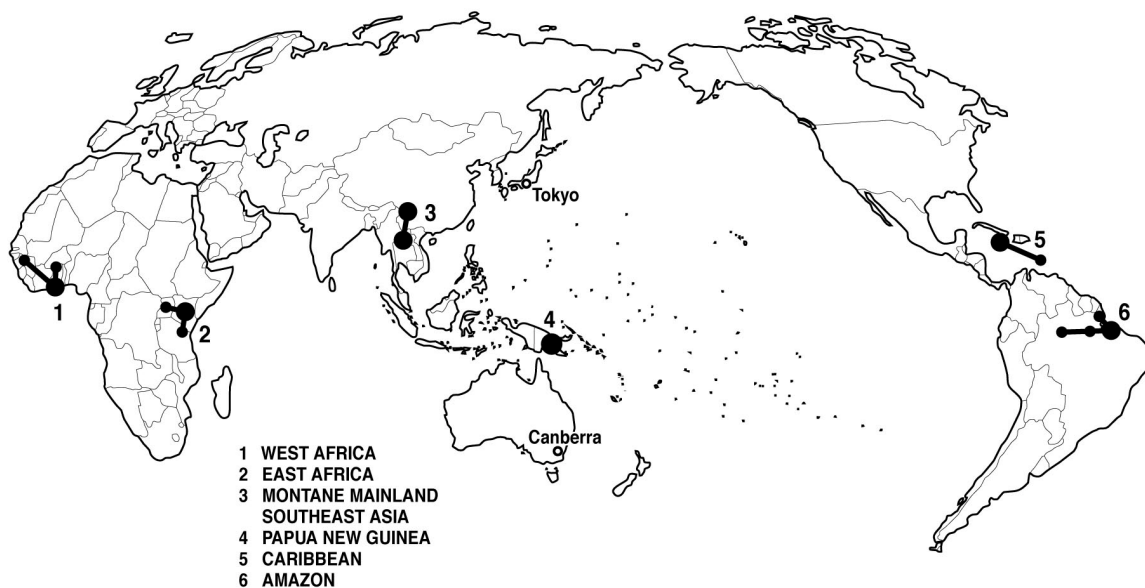 Tokyo
3
5
4
6
1
2
Canberra
1 WEST AFRICA
2 EAST AFRICA
3 MONTANE MAINLAND
SOUTHEAST ASIA
4 PAPUA NEW GUINEA
5 CARIBBEAN
6 AMAZON